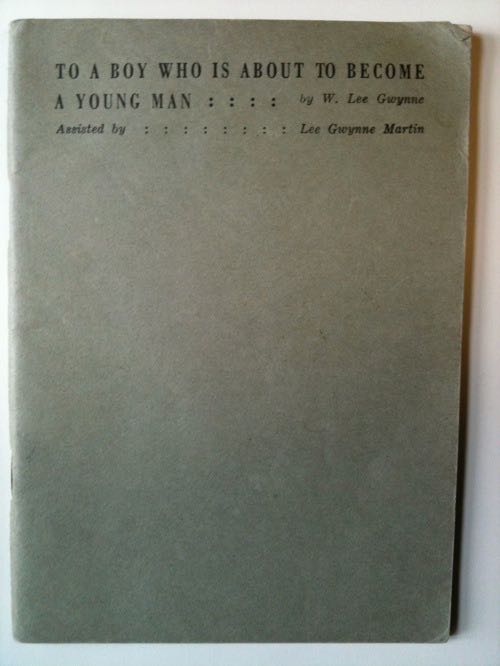 TO A BOY WHO IS ABOUT TO BECOME
A YOUNG MAN : : : : by W. Lee Gwynne
Assisted by : : : : : : : : Lee Gwynne Martin